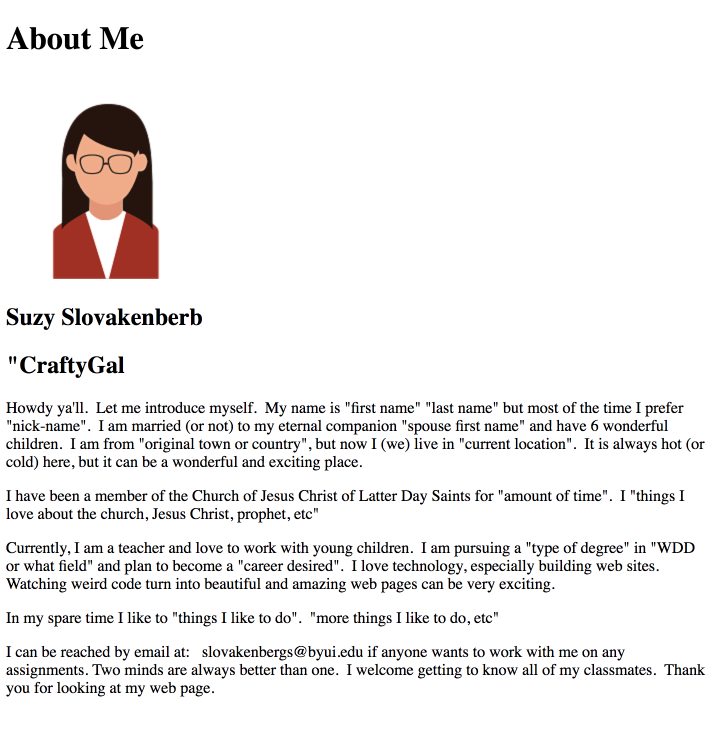 About Me
Suzy Slovakenberb
"CraftyGal
Howdy ya'll.  Let me introduce myself.  My name is "first name" "last name" but most of the time I prefer
"nick-name".  I am married (or not) to my eternal companion "spouse first name" and have 6 wonderful
children.  I am from "original town or country", but now I (we) live in "current location".  It is always hot (or
cold) here, but it can be a wonderful and exciting place.
I have been a member of the Church of Jesus Christ of Latter Day Saints for "amount of time".  I "things I
love about the church, Jesus Christ, prophet, etc"
Currently, I am a teacher and love to work with young children.  I am pursuing a "type of degree" in "WDD
or what field" and plan to become a "career desired".  I love technology, especially building web sites.
Watching weird code turn into beautiful and amazing web pages can be very exciting.
In my spare time I like to "things I like to do".  "more things I like to do, etc"
I can be reached by email at:   slovakenbergs@byui.edu if anyone wants to work with me on any
assignments. Two minds are always better than one.  I welcome getting to know all of my classmates.  Thank
you for looking at my web page.